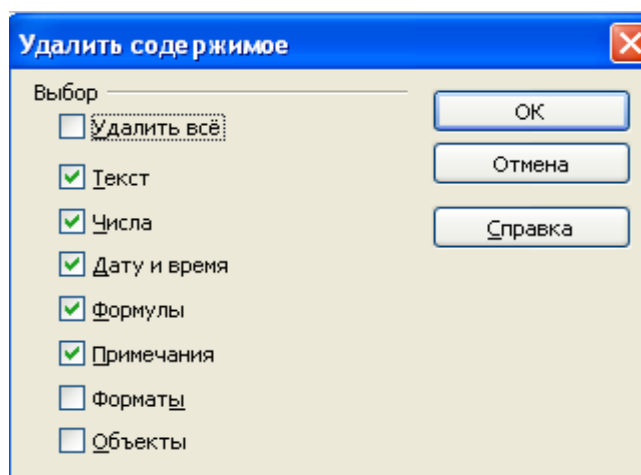 Удалить содержимое
Выбор
Удалить всё
Текст
Числа
Дату и время
Формулы
Примечания
Форматы
Объекты
ОК
Отмена
Справка